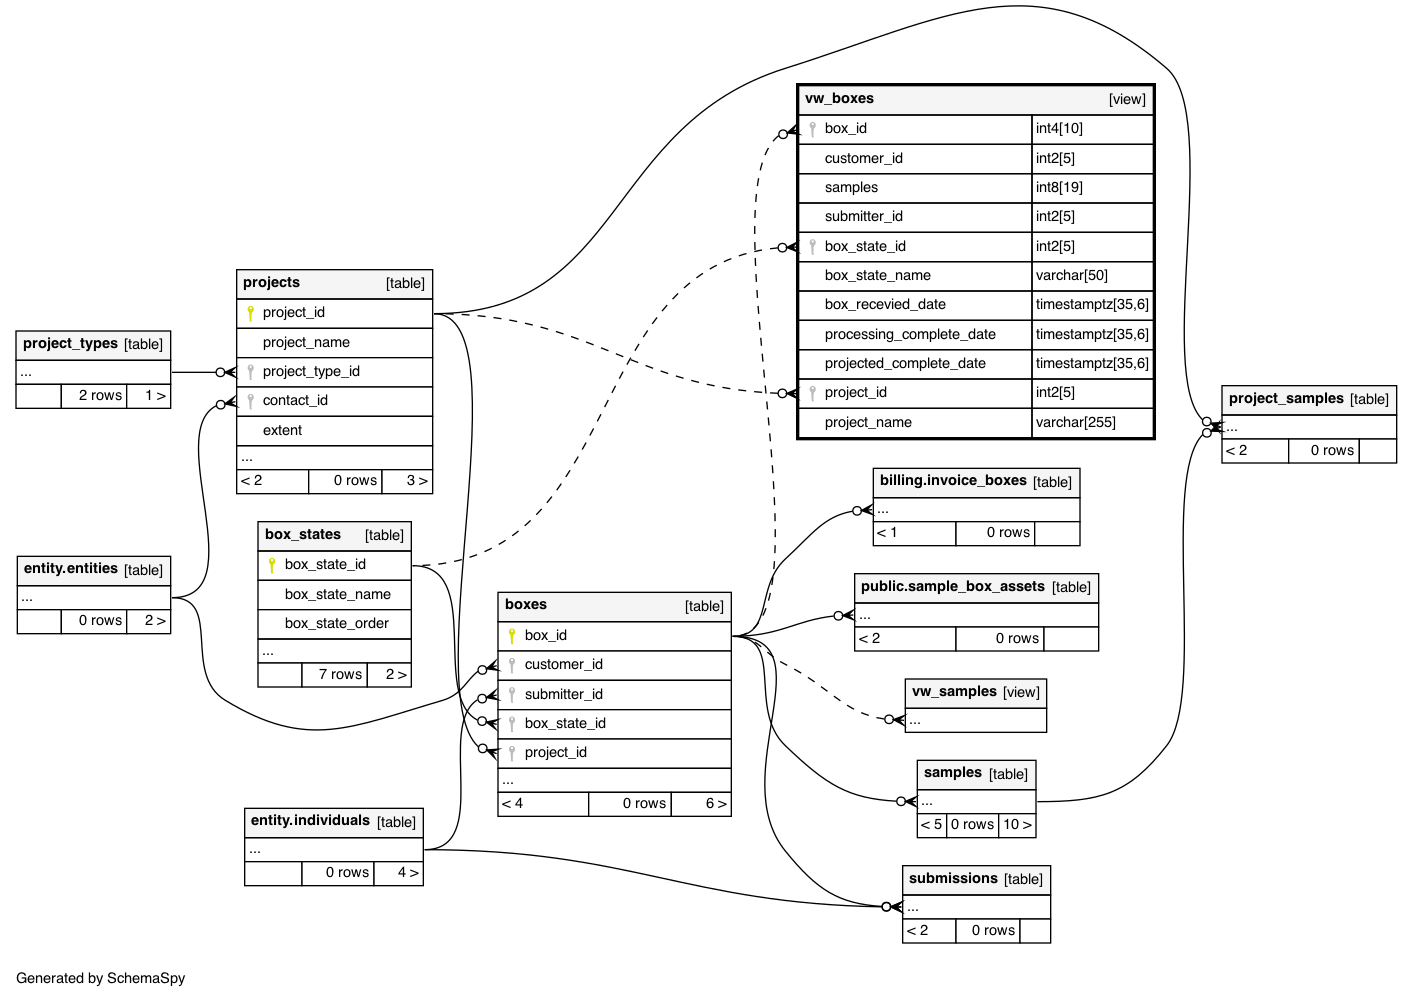 vw_boxes [view]
box_id int4[10]
customer_id int2[5]
samples int8[19]
submitter_id int2[5]
box_state_id int2[5]
box_state_name varchar[50]
box_recevied_date timestamptz[35,6]
processing_complete_date timestamptz[35,6]
projected_complete_date timestamptz[35,6]
project_id int2[5]
project_name varchar[255]
projects [table]
project_id
project_name
project_type_id
contact_id
extent
...
< 2 0 rows 3 >
project_types [table]
...
2 rows 1 >
project_samples [table]
...
< 2 0 rows
billing.invoice_boxes [table]
...
< 1 0 rows
box_states [table]
box_state_id
box_state_name
box_state_order
...
7 rows 2 >
entity.entities [table]
...
0 rows 2 >
boxes [table]
box_id
customer_id
submitter_id
box_state_id
project_id
...
< 4 0 rows 6 >
public.sample_box_assets [table]
...
< 2 0 rows
vw_samples [view]
...
samples [table]
...
< 5 0 rows 10 >
entity.individuals [table]
...
0 rows 4 >
submissions [table]
...
< 2 0 rows
Generated by SchemaSpy